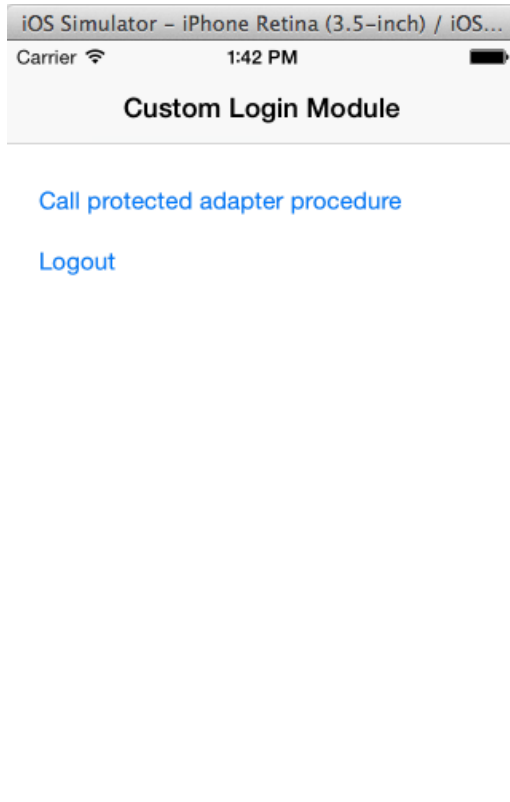 iOS Simulator – iPhone Retina (3.5–inch) / iOS...
Carrier 1:42 PM
Custom Login Module
Call protected adapter procedure
Logout